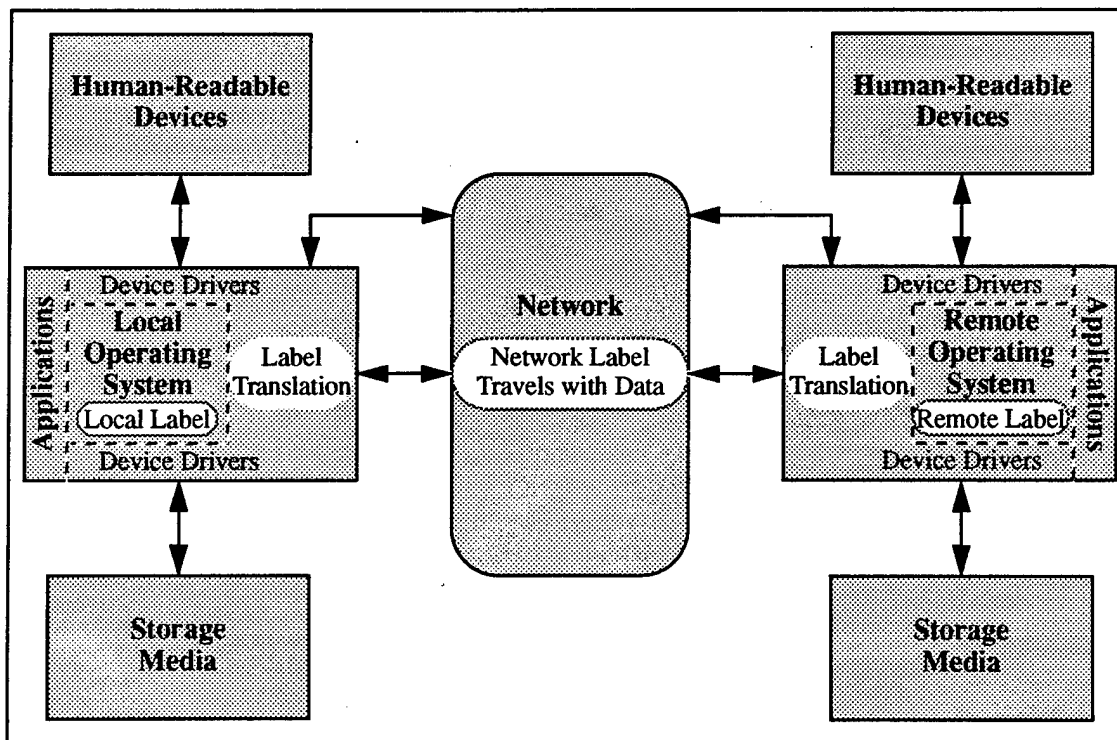 Human-Readable
Devices
Human-Readable
Devices
Applications
Device Drivers
Local
Operating
System
Local Label
Label
Translation
Device Drivers
Network
Network Label
Travels with Data
Device Drivers
Label
Translation
Remote
Operating
System
Remote Label
Device Drivers
Applications
Storage
Media
Storage
Media